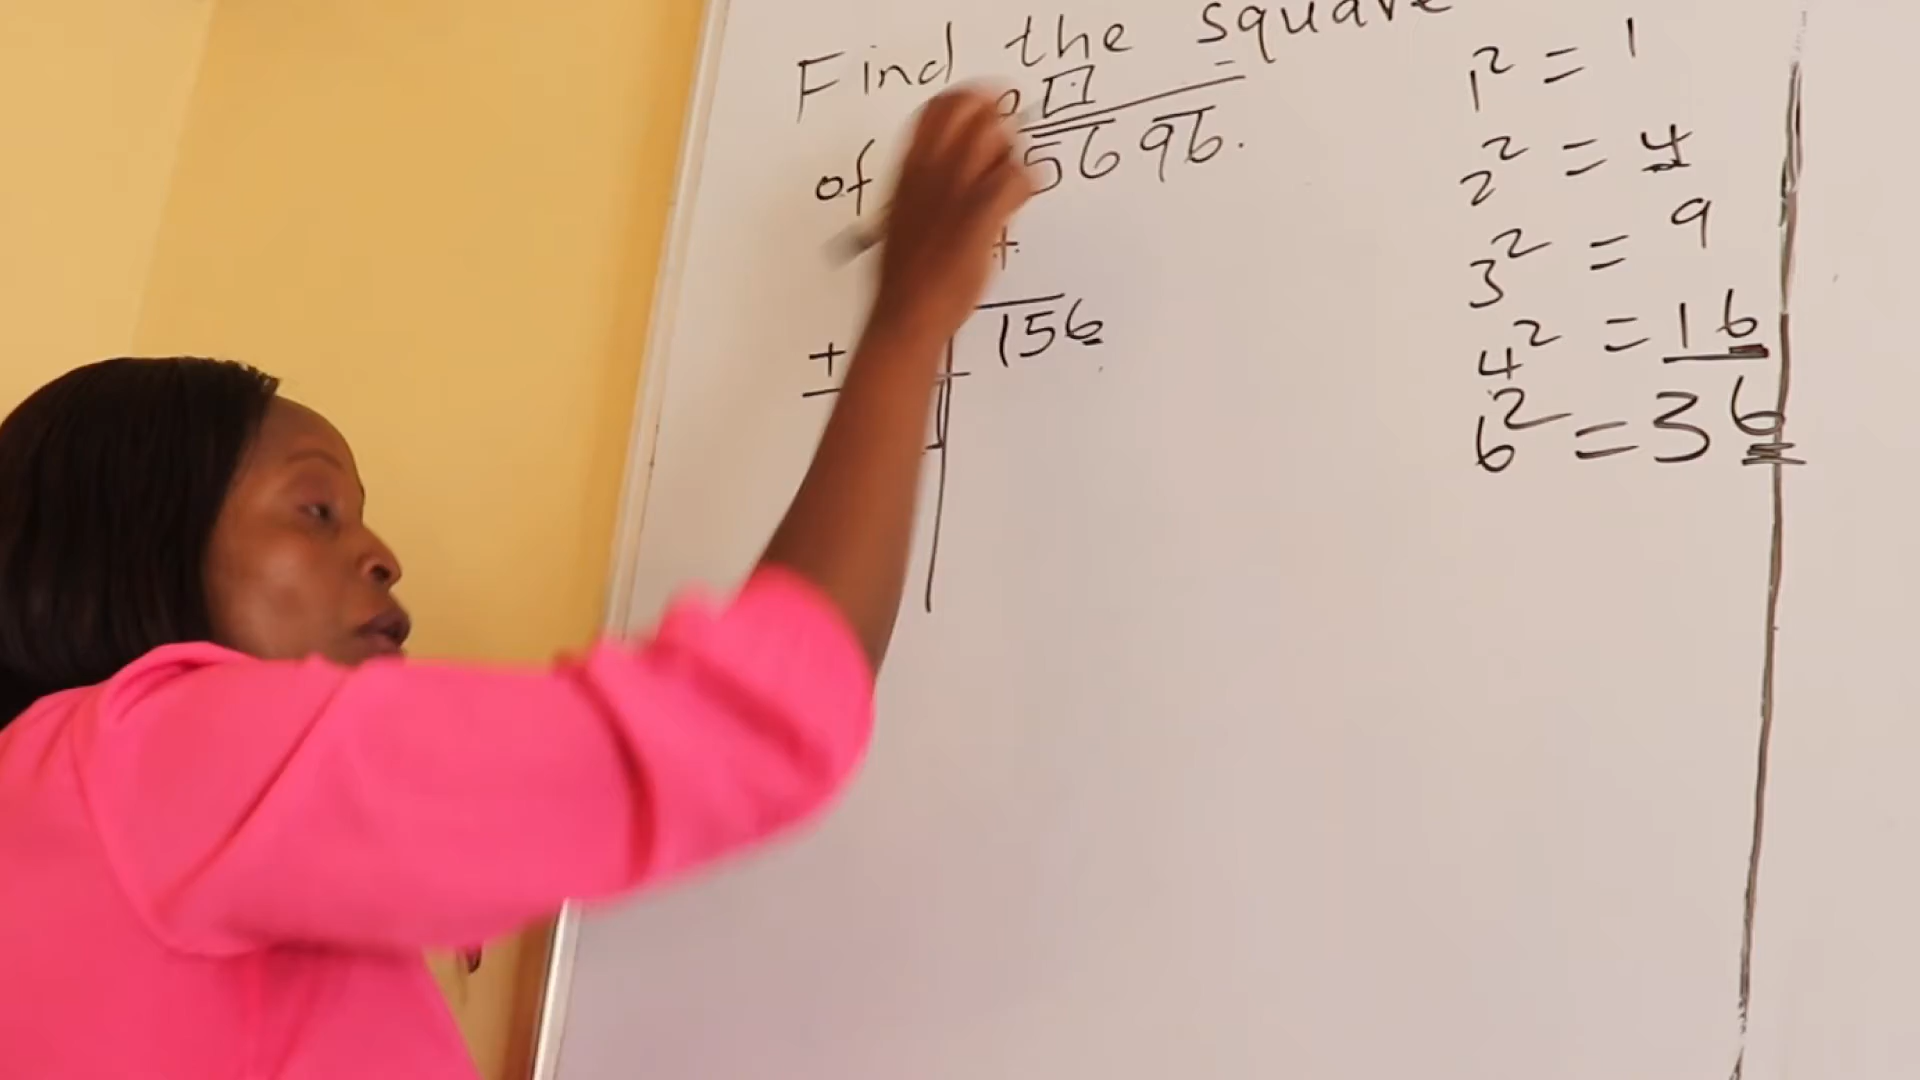 Find the square
of 5696.
+
+ 156
1² = 1
2² = 4
3² = 9
4² = 16
6² = 36